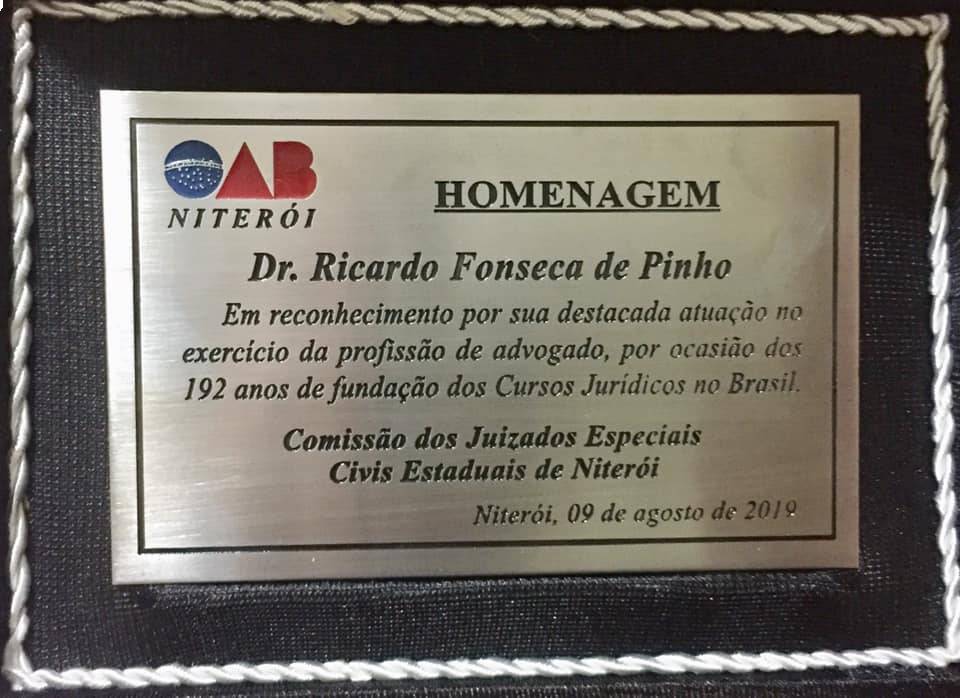 OAB
NITERÓI
HOMENAGEM
Dr. Ricardo Fonseca de Pinho
Em reconhecimento por sua destacada atuação no
exercício da profissão de advogado, por ocasião dos
192 anos de fundação dos Cursos Jurídicos no Brasil.
Comissão dos Juizados Especiais
Civis Estaduais de Niterói
Niterói, 09 de agosto de 2019